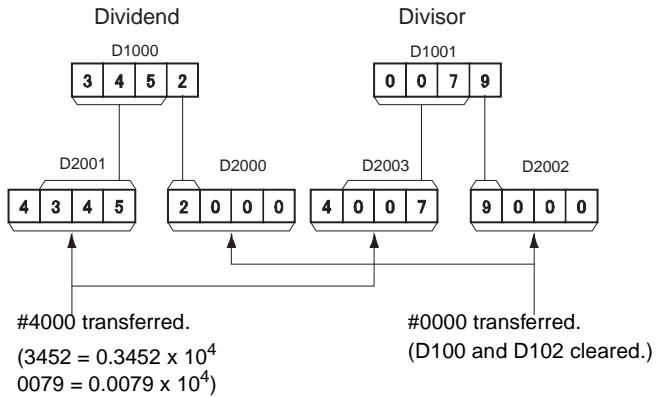 Dividend Divisor
D1000 D1001
3 4 5 2 0 0 7 9
D2001 D2000 D2003 D2002
4 3 4 5 2 0 0 0 4 0 0 7 9 0 0 0
#4000 transferred. #0000 transferred.
(3452 = 0.3452 x 10⁴ (D100 and D102 cleared.)
0079 = 0.0079 x 10⁴)